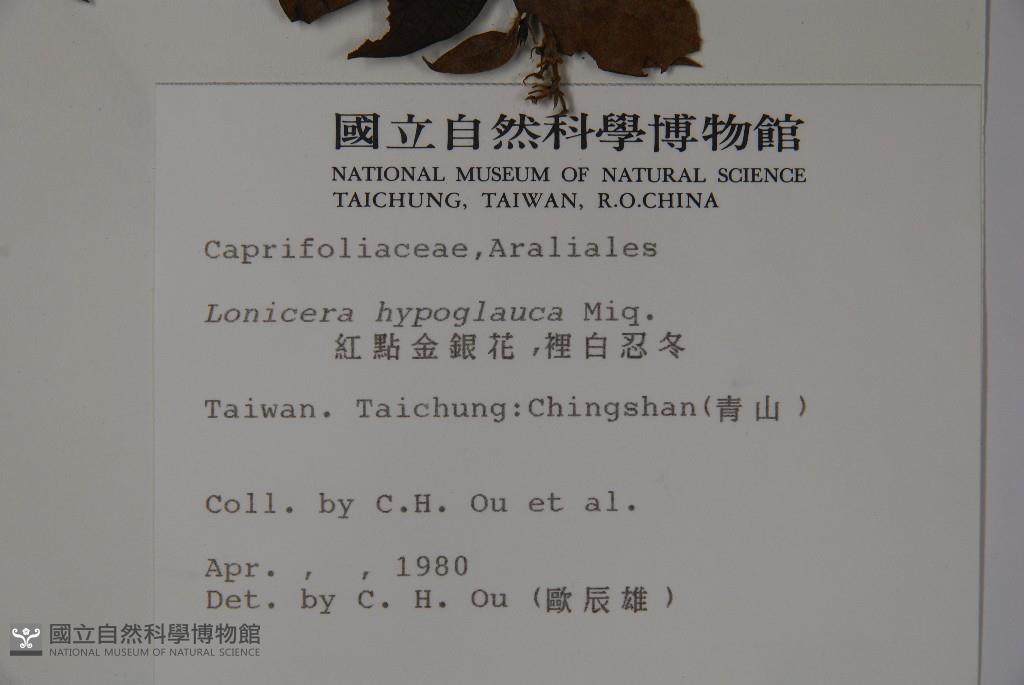 國立自然科學博物館
NATIONAL MUSEUM OF NATURAL SCIENCE
TAICHUNG, TAIWAN, R.O.CHINA
Caprifoliaceae,Araliales
Lonicera hypoglauca Miq.
紅點金銀花,裡白忍冬
Taiwan. Taichung:Chingshan(青山)
Coll. by C.H. Ou et al.
Apr. ,  , 1980
Det. by C. H. Ou (歐辰雄)
國立自然科學博物館
NATIONAL MUSEUM OF NATURAL SCIENCE